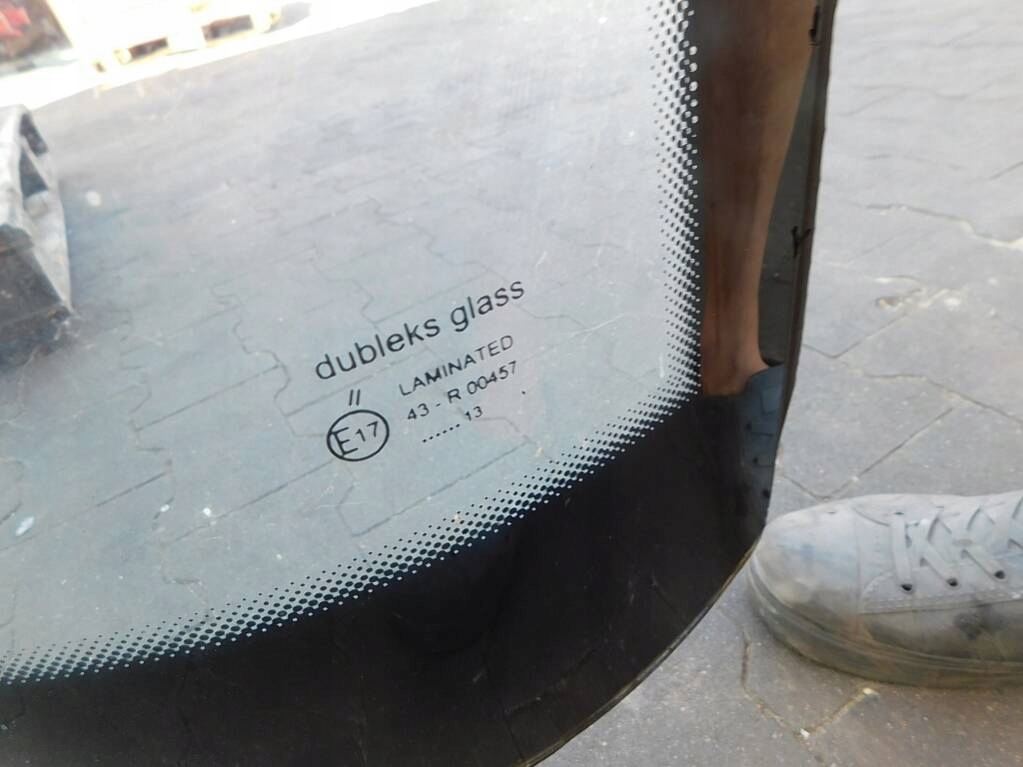 dubleks glass
II LAMINATED
E17 43 - R 00457
...... 13 .